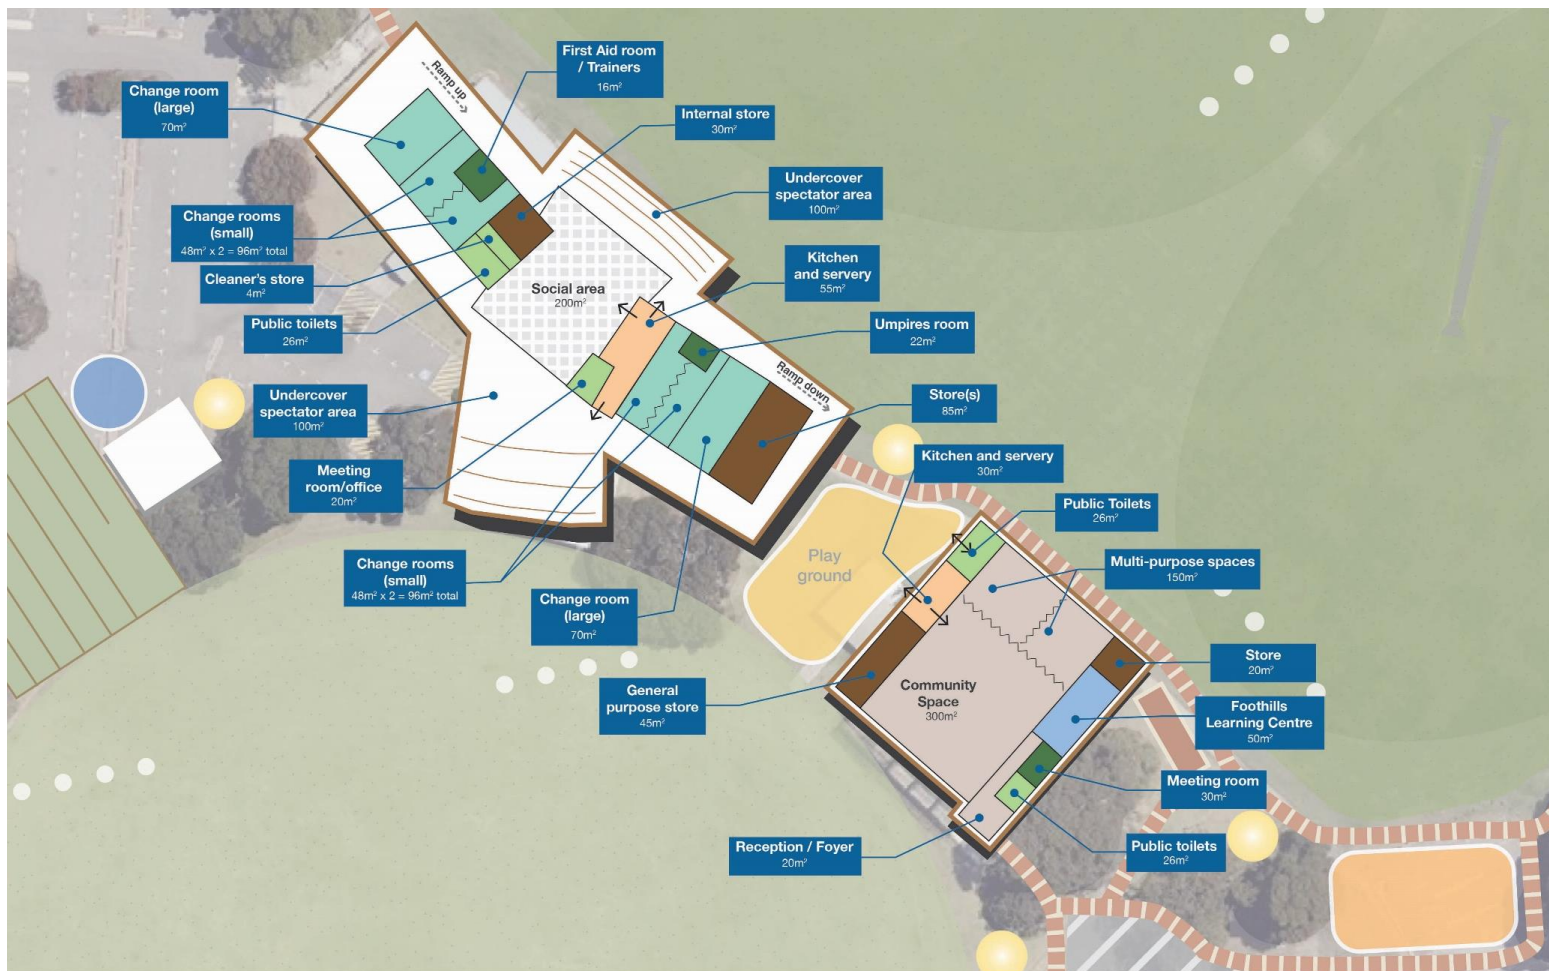 Ramp up
First Aid room
/ Trainers
16m²
Change room
(large)
70m²
Internal store
30m²
Undercover
spectator area
100m²
Change rooms
(small)
48m² x 2 = 96m² total
Kitchen
and servery
55m²
Cleaner's store
4m²
Social area
200m²
Public toilets
26m²
Umpires room
22m²
Ramp down
Undercover
spectator area
100m²
Store(s)
85m²
Kitchen and servery
30m²
Meeting
room/office
20m²
Public Toilets
26m²
Play
ground
Change rooms
(small)
48m² x 2 = 96m² total
Multi-purpose spaces
150m²
Change room
(large)
70m²
Store
20m²
General
purpose store
45m²
Community
Space
300m²
Foothills
Learning Centre
50m²
Meeting room
30m²
Reception / Foyer
20m²
Public toilets
26m²